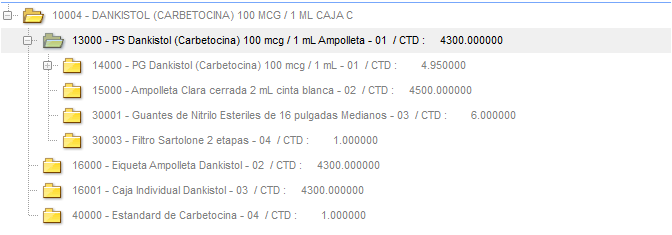 10004 - DANKISTOL (CARBETOCINA) 100 MCG / 1 ML CAJA C
13000 - PS Dankistol (Carbetocina) 100 mcg / 1 mL Ampolleta - 01 / CTD : 4300.000000
14000 - PG Dankistol (Carbetocina) 100 mcg / 1 mL - 01 / CTD : 4.950000
15000 - Ampolleta Clara cerrada 2 mL cinta blanca - 02 / CTD : 4500.000000
30001 - Guantes de Nitrilo Esteriles de 16 pulgadas Medianos - 03 / CTD : 6.000000
30003 - Filtro Sartolone 2 etapas - 04 / CTD : 1.000000
16000 - Eiqueta Ampolleta Dankistol - 02 / CTD : 4300.000000
16001 - Caja Individual Dankistol - 03 / CTD : 4300.000000
40000 - Estandard de Carbetocina - 04 / CTD : 1.000000